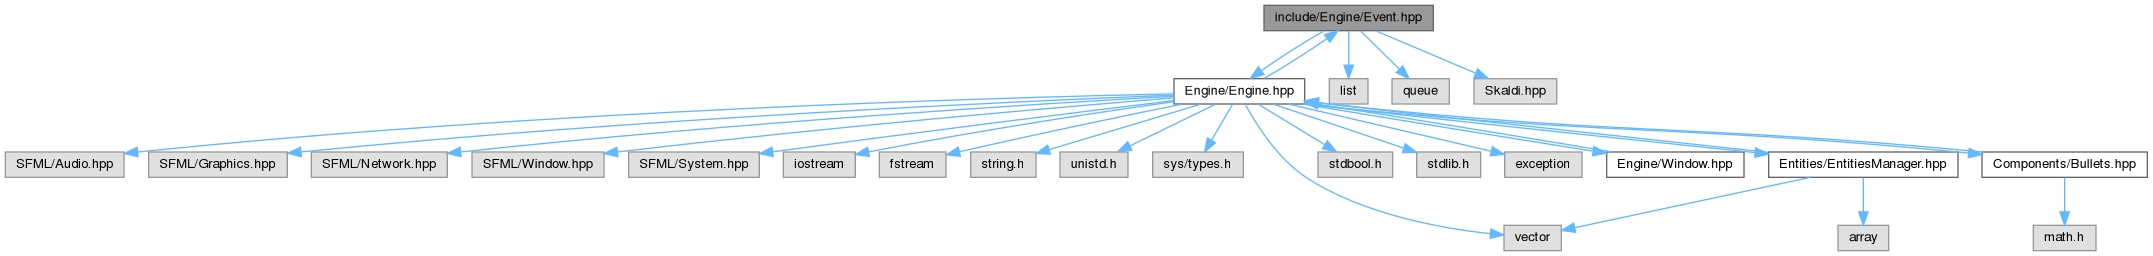 include/Engine/Event.hpp
Engine/Engine.hpp
list
queue
Skaldi.hpp
SFML/Audio.hpp
SFML/Graphics.hpp
SFML/Network.hpp
SFML/Window.hpp
SFML/System.hpp
iostream
fstream
string.h
unistd.h
sys/types.h
stdbool.h
stdlib.h
exception
Engine/Window.hpp
Entities/EntitiesManager.hpp
Components/Bullets.hpp
vector
array
math.h